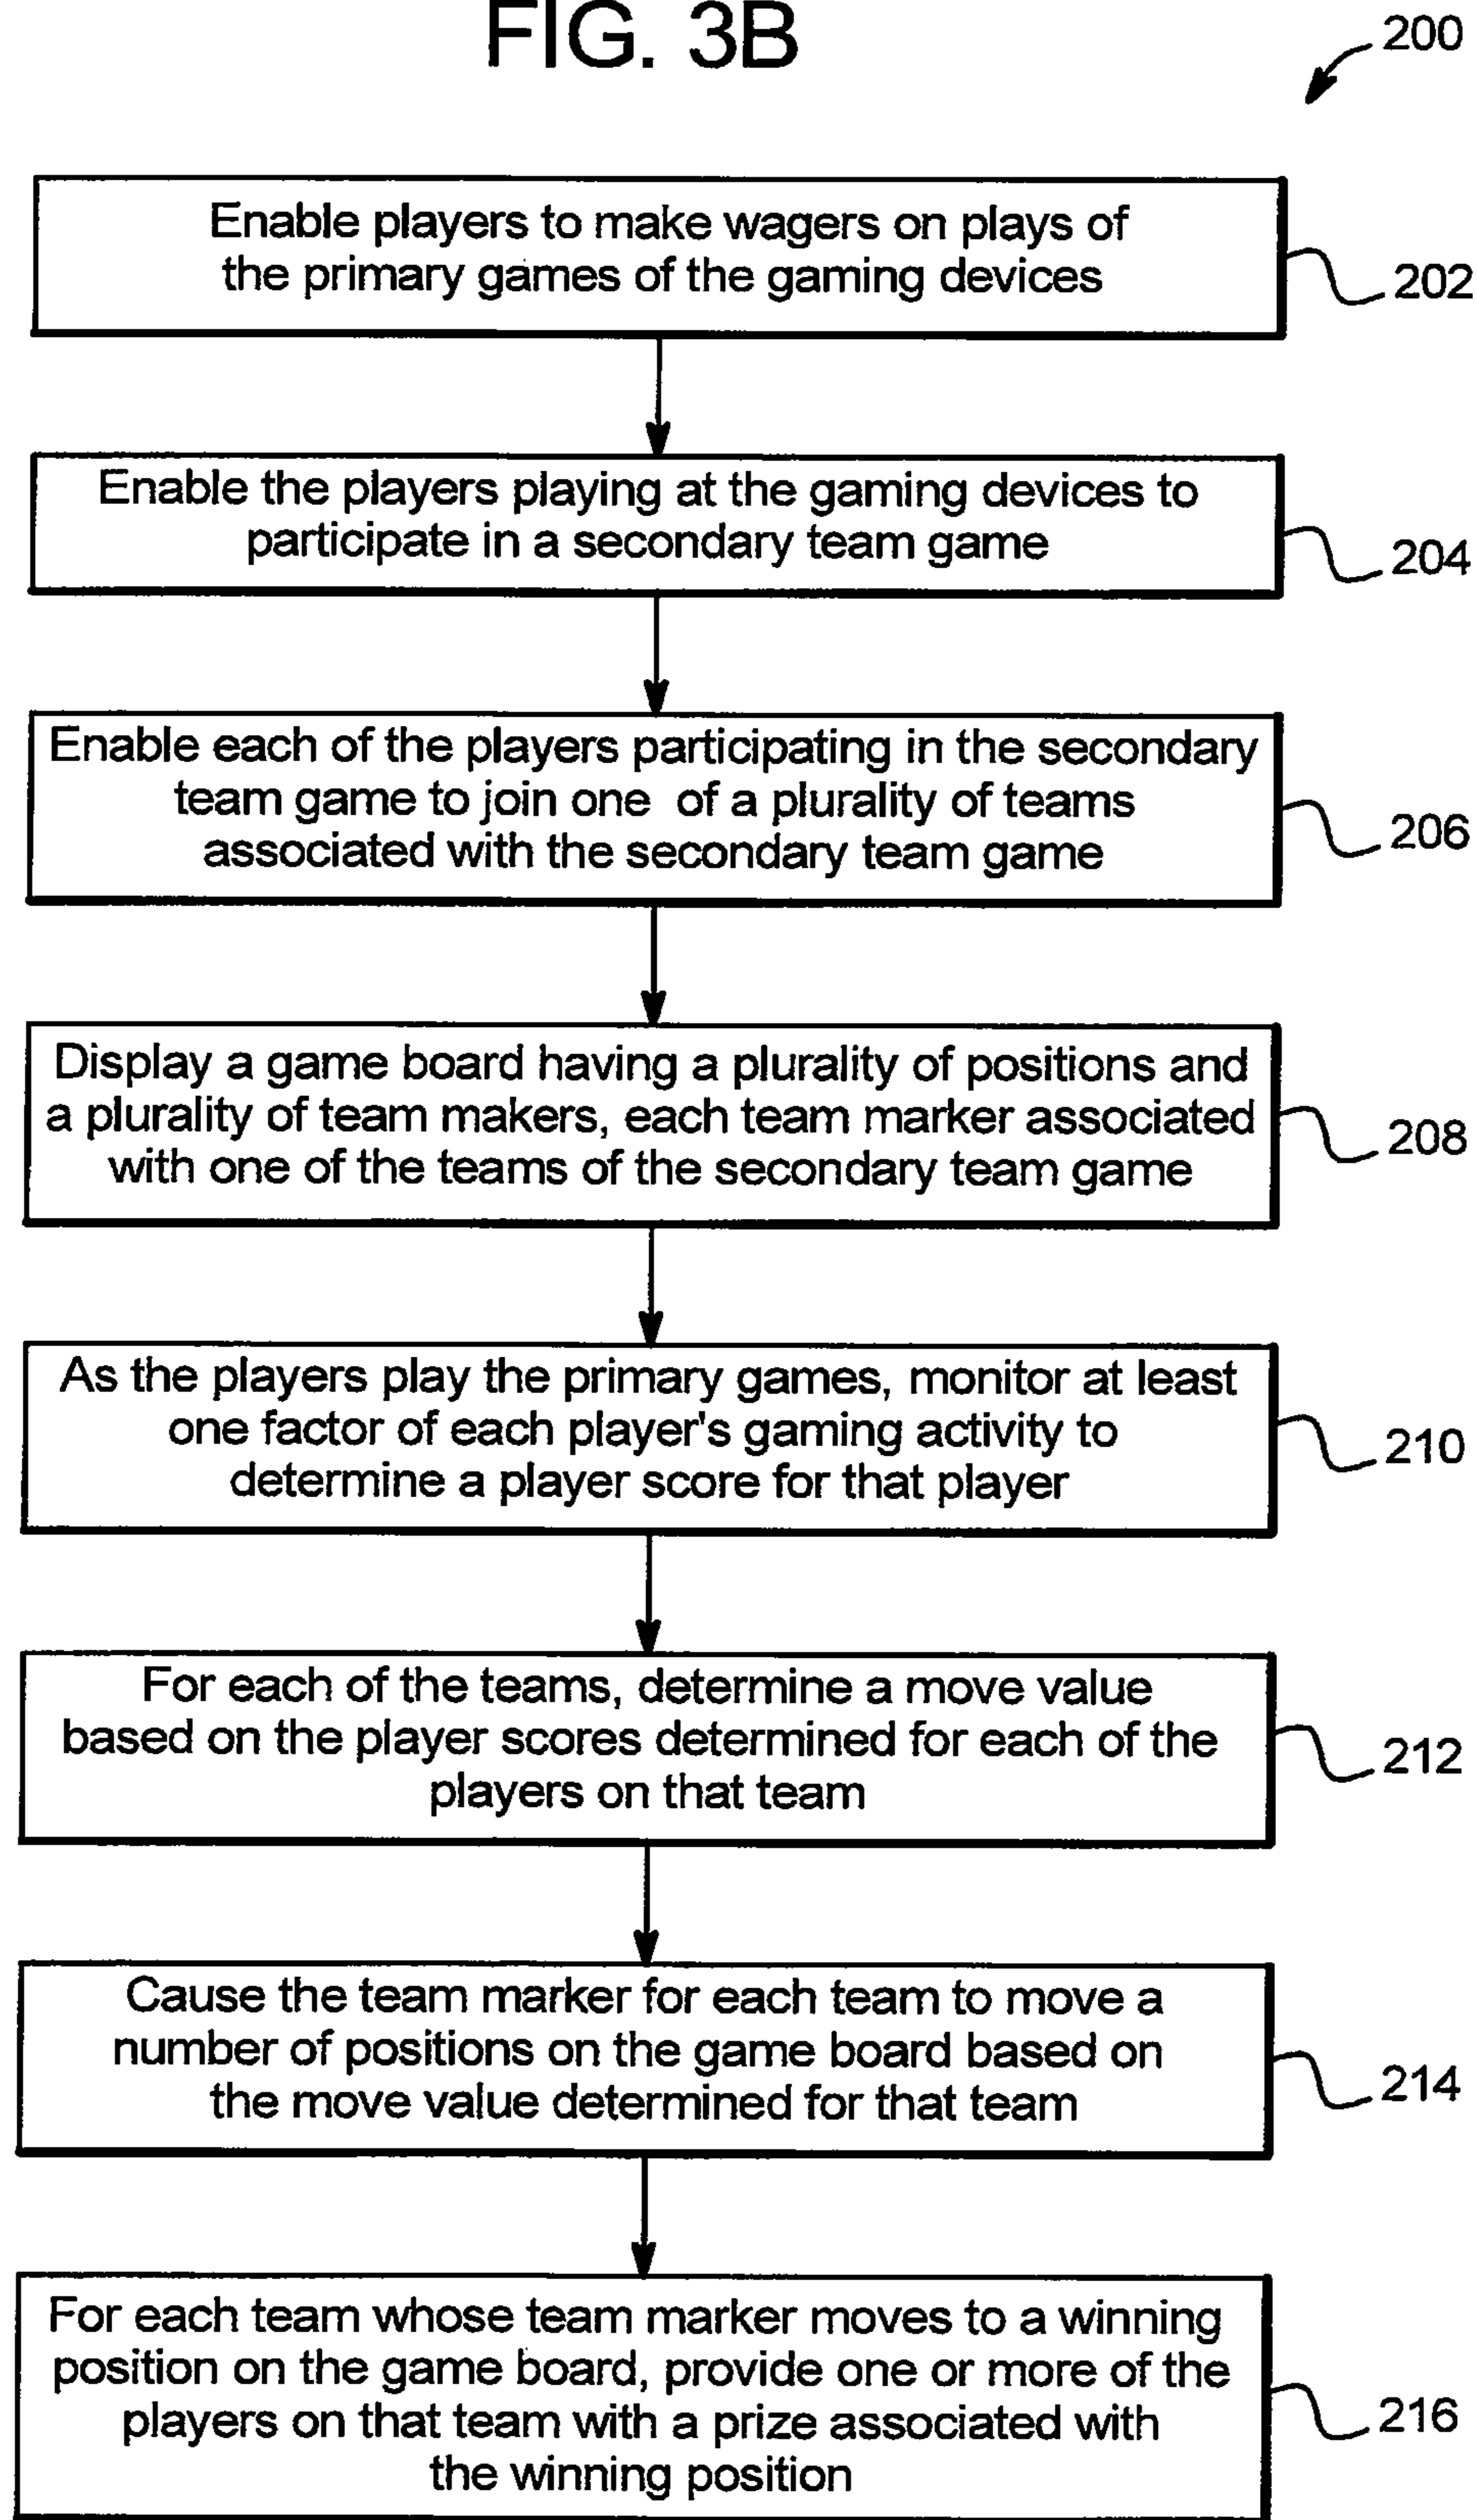 FIG. 3B
200
Enable players to make wagers on plays of
the primary games of the gaming devices
202
Enable the players playing at the gaming devices to
participate in a secondary team game
204
Enable each of the players participating in the secondary
team game to join one of a plurality of teams
associated with the secondary team game
206
Display a game board having a plurality of positions and
a plurality of team makers, each team marker associated
with one of the teams of the secondary team game
208
As the players play the primary games, monitor at least
one factor of each player's gaming activity to
determine a player score for that player
210
For each of the teams, determine a move value
based on the player scores determined for each of the
players on that team
212
Cause the team marker for each team to move a
number of positions on the game board based on
the move value determined for that team
214
For each team whose team marker moves to a winning
position on the game board, provide one or more of the
players on that team with a prize associated with
the winning position
216